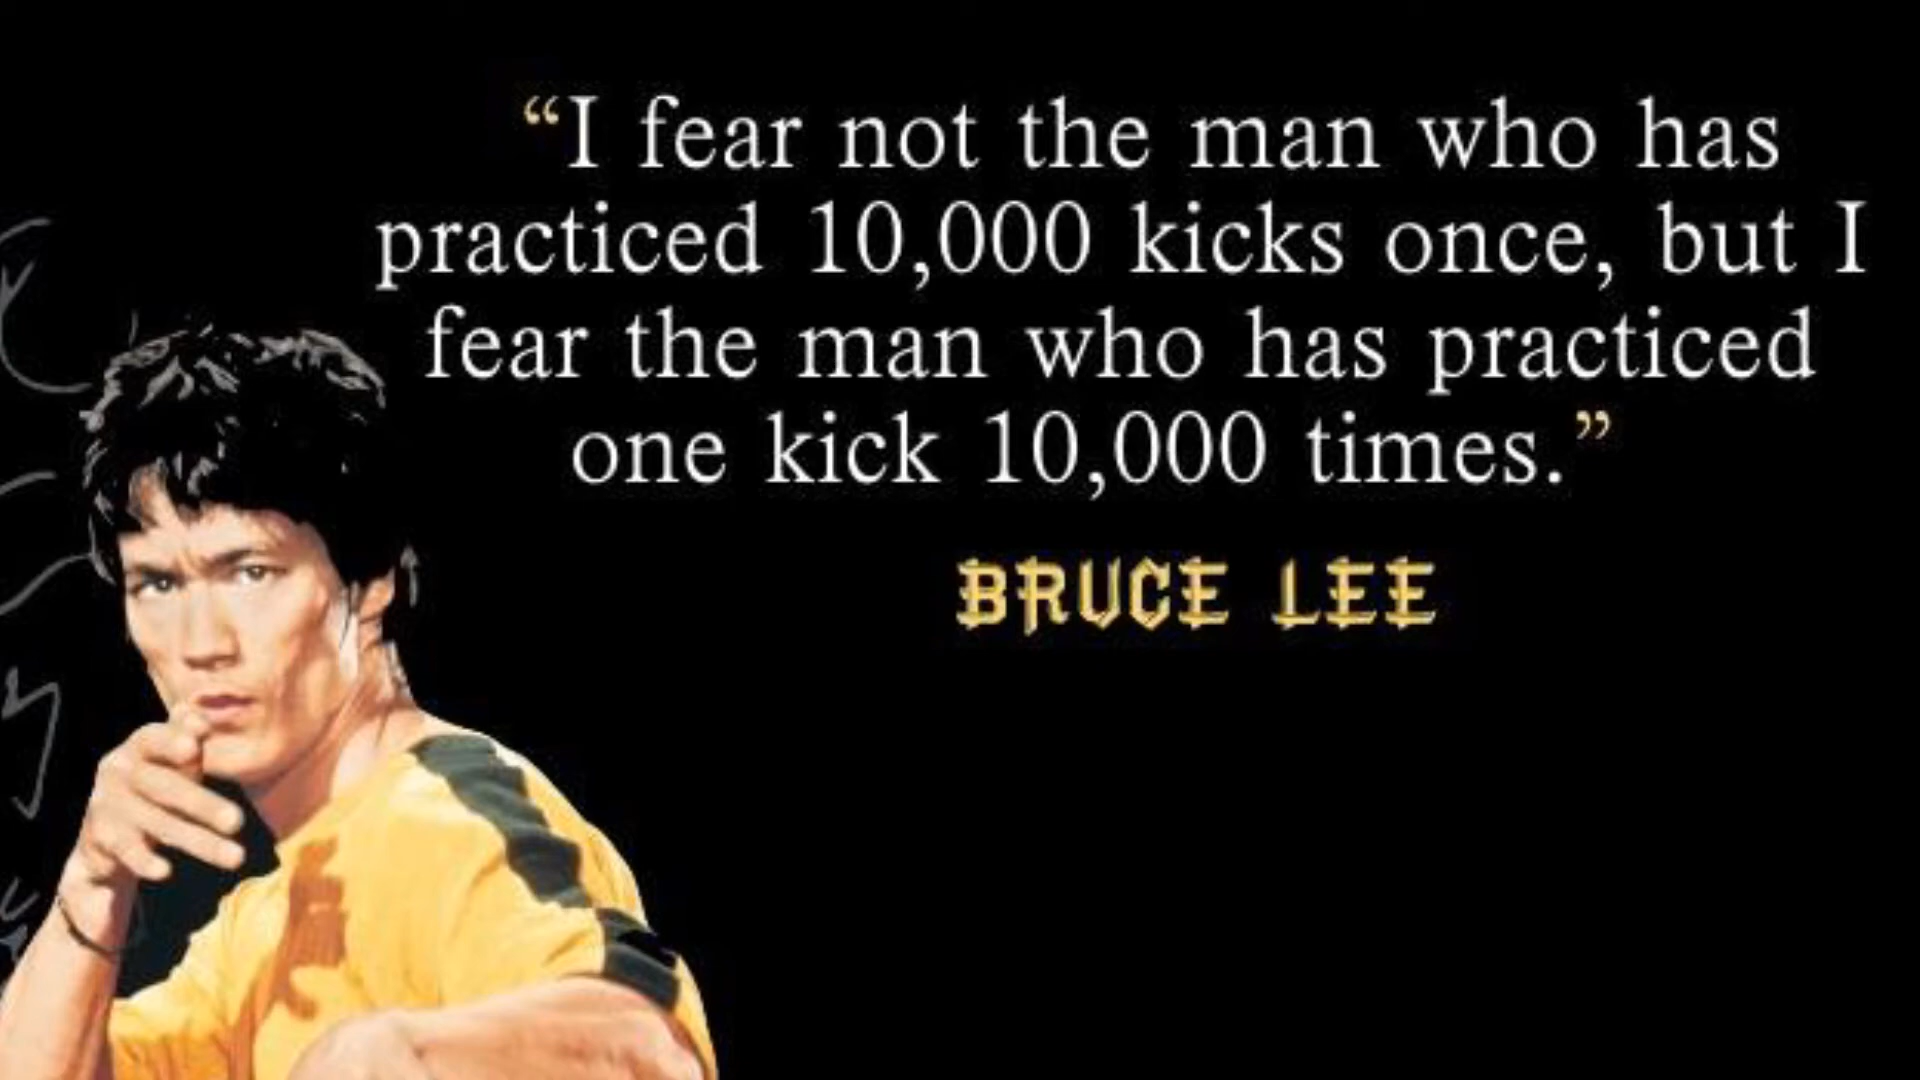 “I fear not the man who has
practiced 10,000 kicks once, but I
fear the man who has practiced
one kick 10,000 times.”
BRUCE LEE